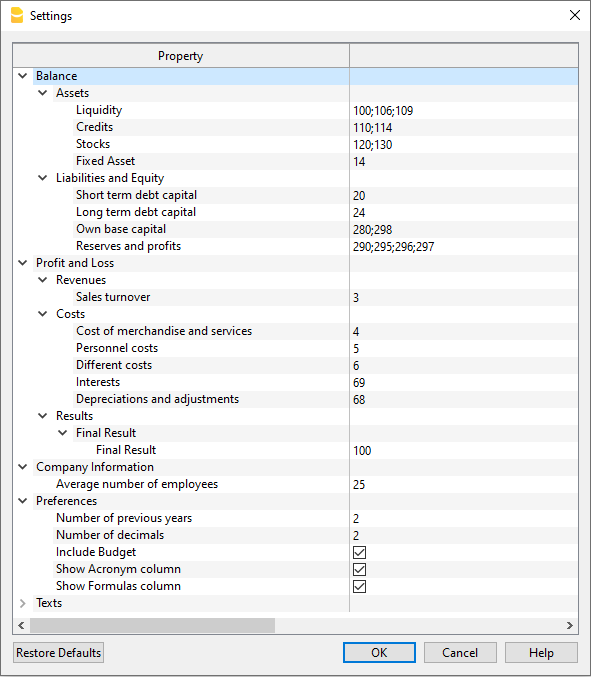 Settings
Property
Balance
Assets
Liquidity 100;106;109
Credits 110;114
Stocks 120;130
Fixed Asset 14
Liabilities and Equity
Short term debt capital 20
Long term debt capital 24
Own base capital 280;298
Reserves and profits 290;295;296;297
Profit and Loss
Revenues
Sales turnover 3
Costs
Cost of merchandise and services 4
Personnel costs 5
Different costs 6
Interests 69
Depreciations and adjustments 68
Results
Final Result
Final Result 100
Company Information
Average number of employees 25
Preferences
Number of previous years 2
Number of decimals 2
Include Budget
Show Acronym column
Show Formulas column
Texts
Restore Defaults OK Cancel Help